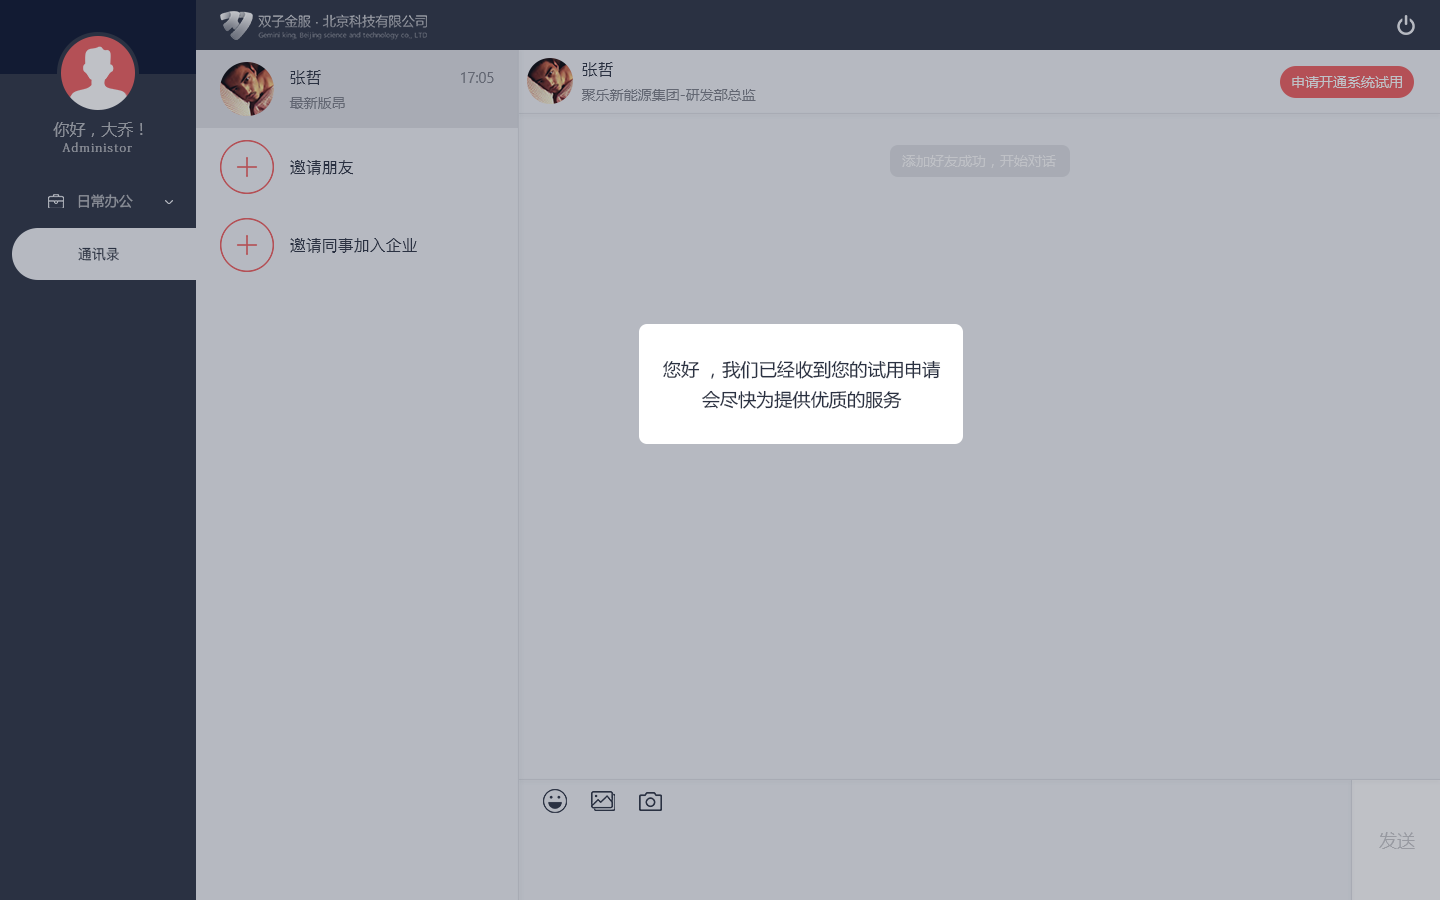 双子金服 · 北京科技有限公司
Gemini king, Beijing science and technology co., LTD
你好，大乔！
Administor
日常办公
通讯录
张哲
17:05
最新版昂
邀请朋友
邀请同事加入企业
张哲
聚乐新能源集团-研发部总监
申请开通系统试用
添加好友成功，开始对话
您好 ，我们已经收到您的试用申请
会尽快为提供优质的服务
发送